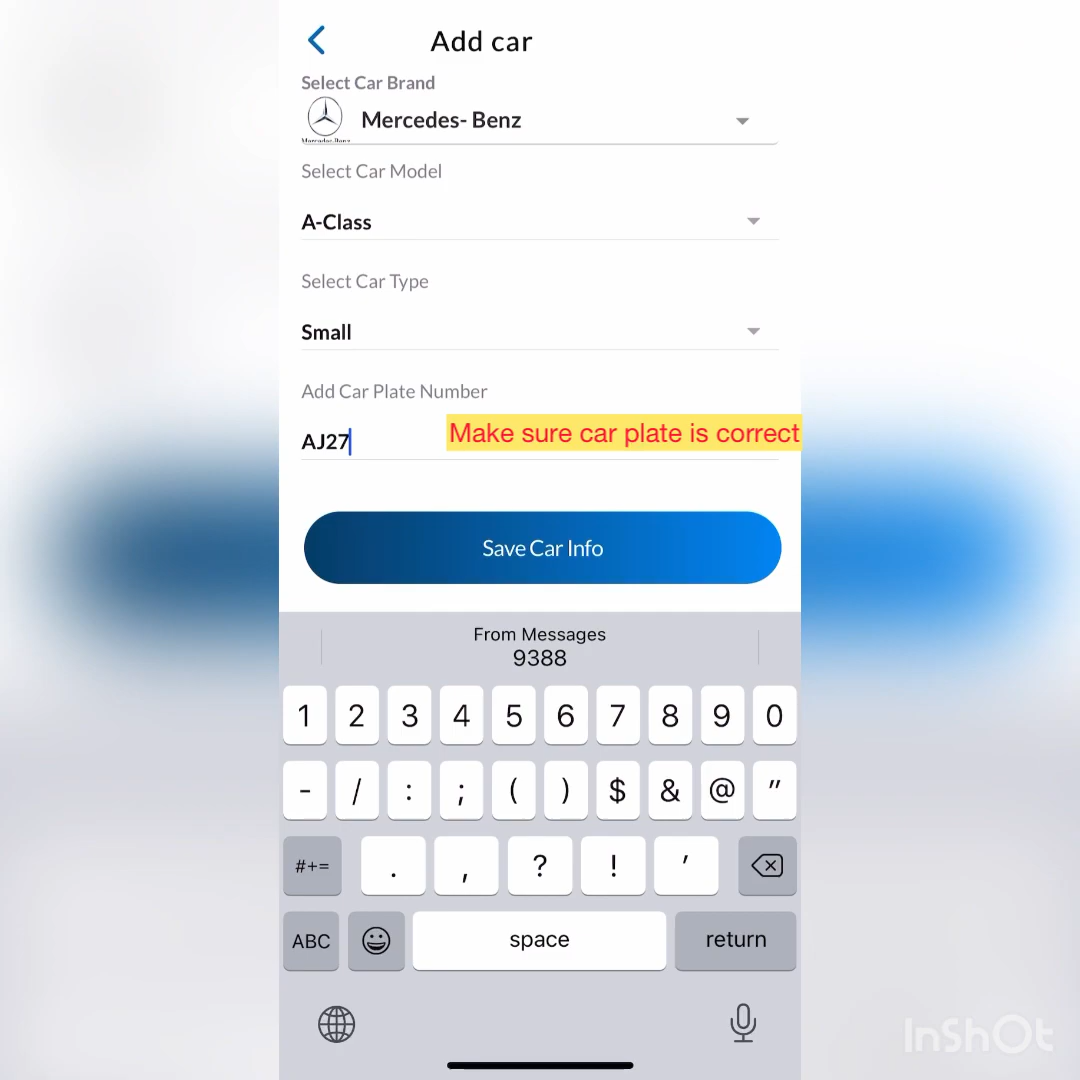 Add car
Select Car Brand
Mercedes-Benz
Mercedes- Benz
Select Car Model
A-Class
Select Car Type
Small
Add Car Plate Number
AJ27
Make sure car plate is correct
Save Car Info
From Messages
9388
1 2 3 4 5 6 7 8 9 0
- / : ; ( ) $ & @ "
#+= . , ? ! '
ABC space return
InShOt